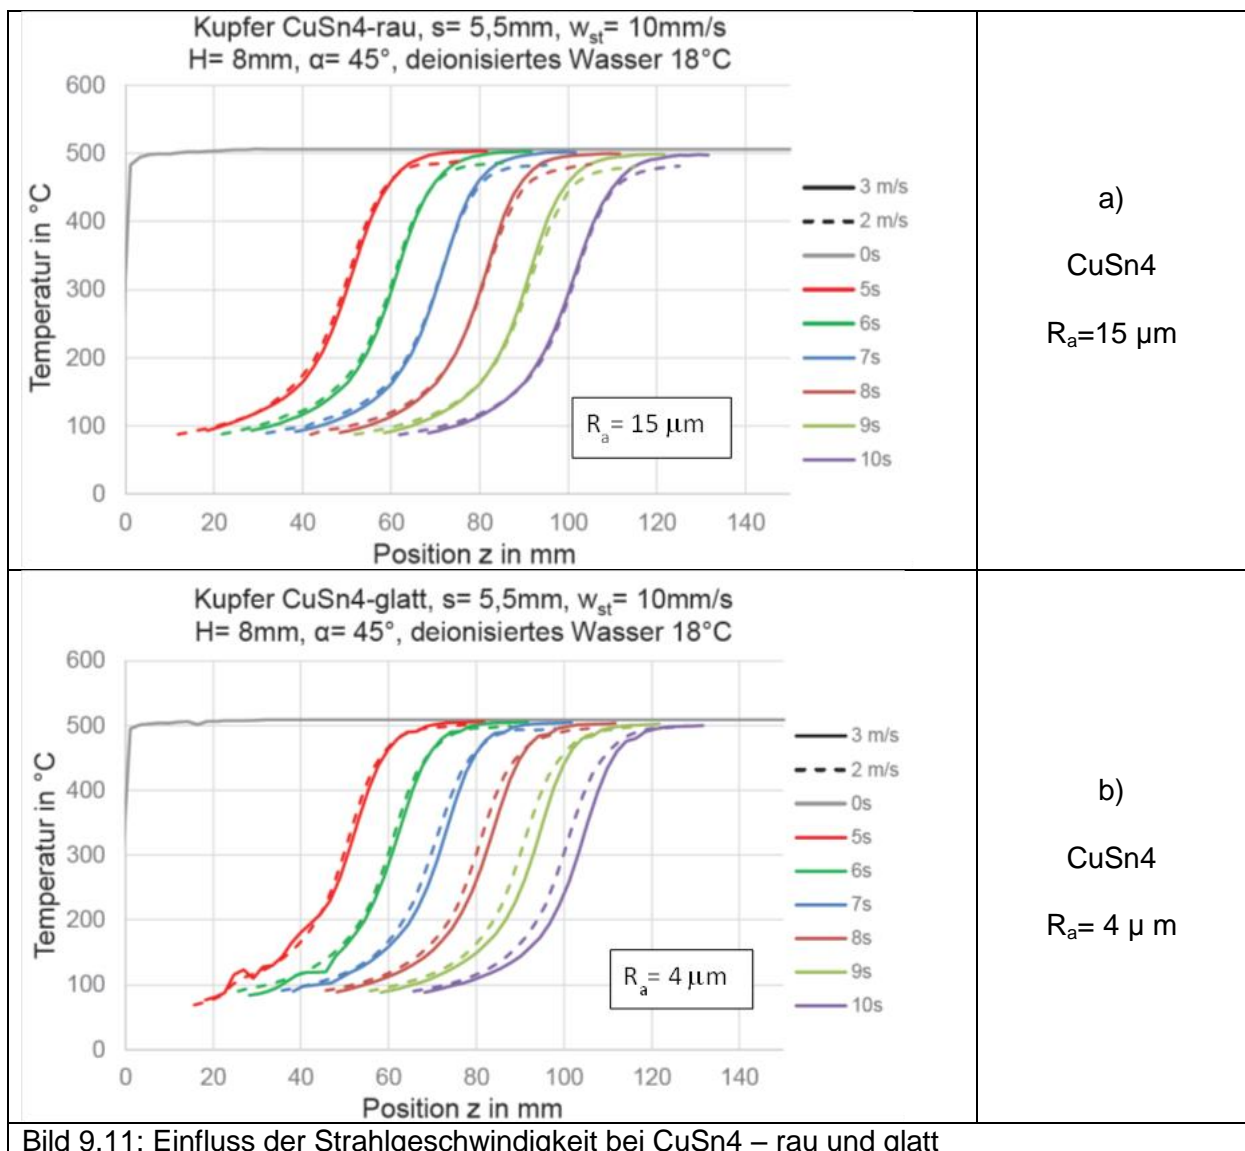 Kupfer CuSn4-rau, s= 5,5mm, wst= 10mm/s
H= 8mm, α= 45°, deionisiertes Wasser 18°C
600
500
400
300
200
100
0
Temperatur in °C
0 20 40 60 80 100 120 140
Position z in mm
Ra= 15 µm
3 m/s
2 m/s
0s
5s
6s
7s
8s
9s
10s
a)
CuSn4
Ra=15 µm
Kupfer CuSn4-glatt, s= 5,5mm, wst= 10mm/s
H= 8mm, α= 45°, deionisiertes Wasser 18°C
600
500
400
300
200
100
0
Temperatur in °C
0 20 40 60 80 100 120 140
Position z in mm
Ra= 4 µm
3 m/s
2 m/s
0s
5s
6s
7s
8s
9s
10s
b)
CuSn4
Ra= 4 µ m
Bild 9.11: Einfluss der Strahlgeschwindigkeit bei CuSn4 – rau und glatt